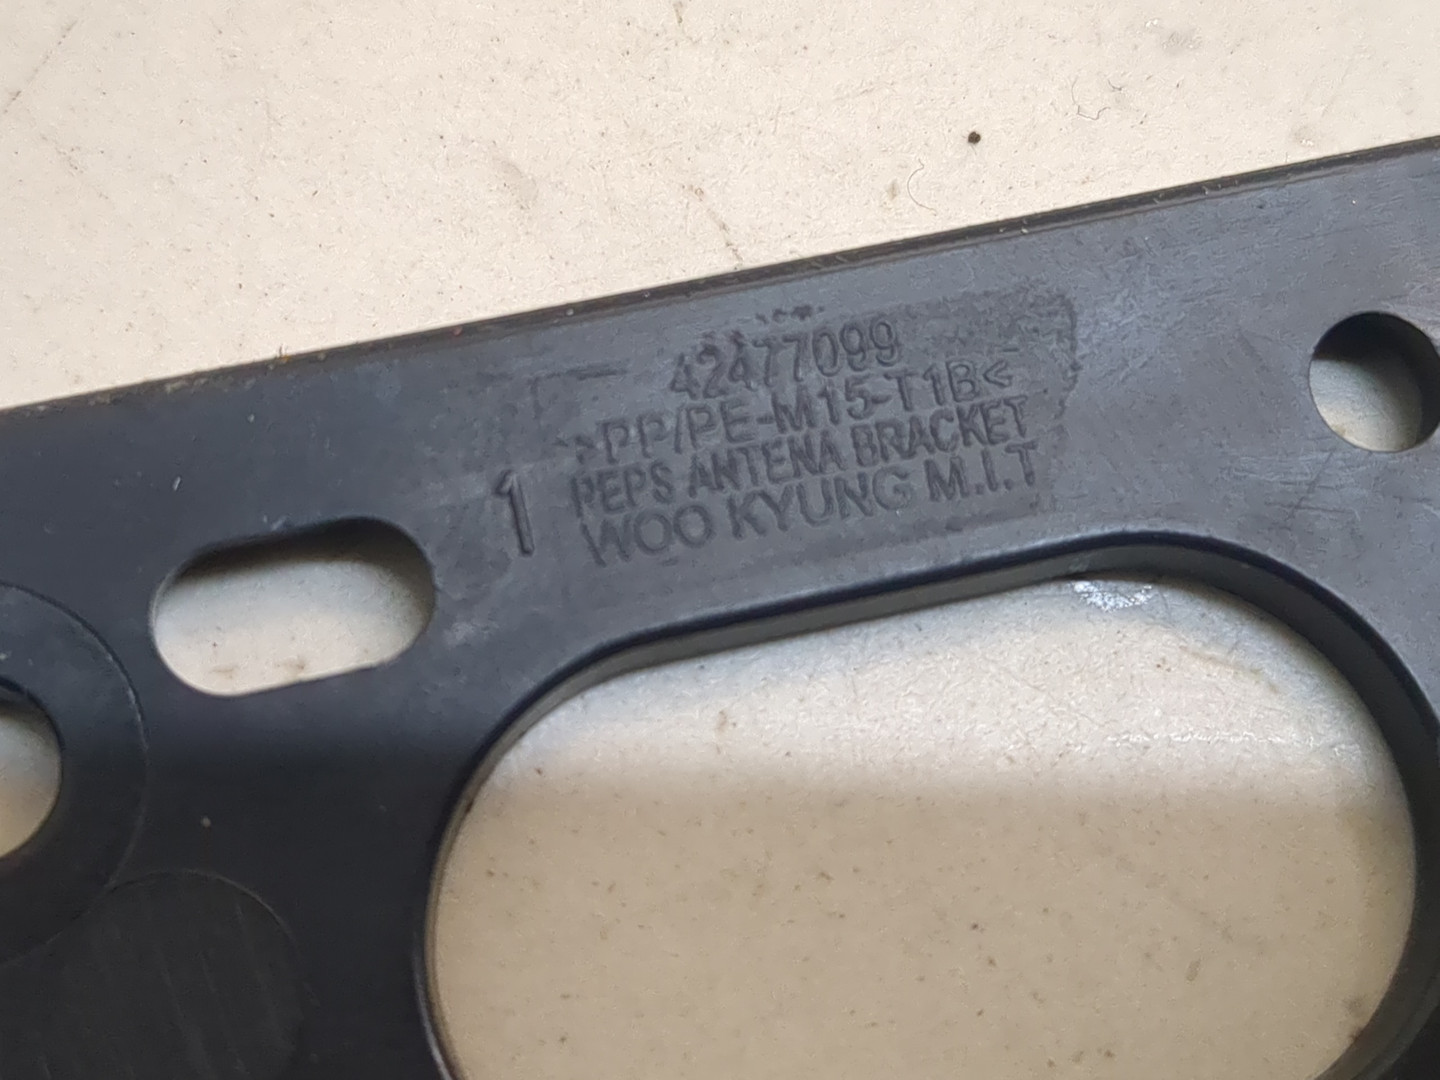 42477099
>PP/PE-M15-T1B<
PEPS ANTENA BRACKET
1
WOO KYUNG M.I.T